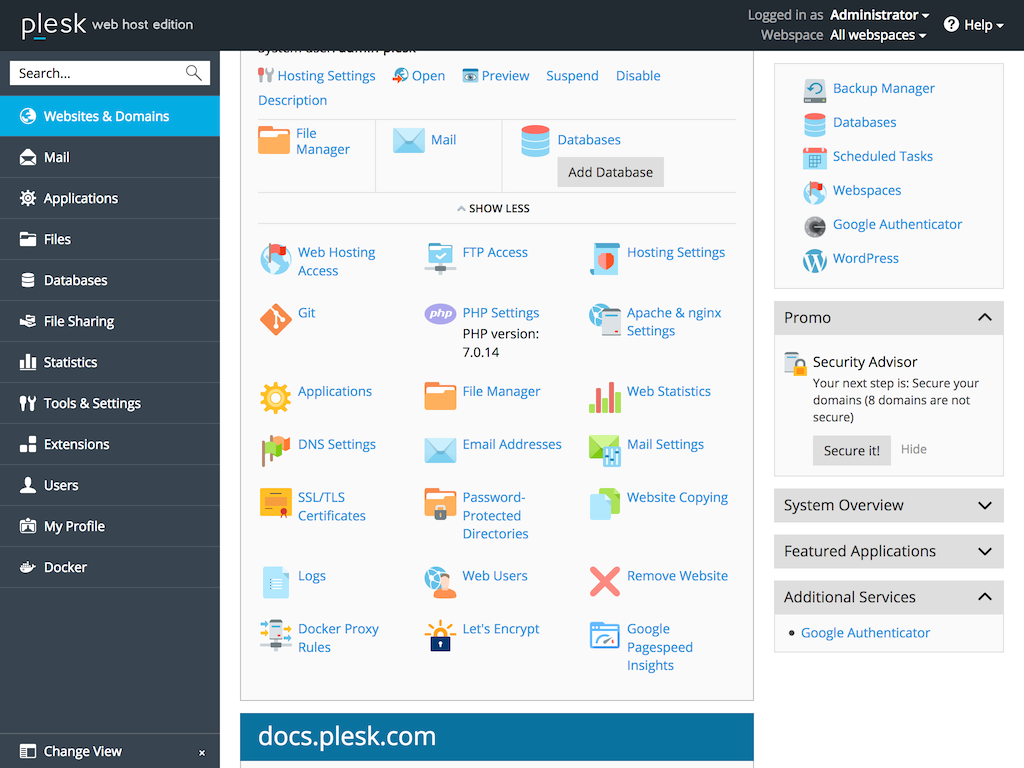 plesk web host edition
Logged in as Administrator
Webspace All webspaces
Help
Search...
Websites & Domains
Mail
Applications
Files
Databases
File Sharing
Statistics
Tools & Settings
Extensions
Users
My Profile
Docker
Change View
×
System user: admin-plesk
Hosting Settings
Open
Preview
Suspend
Disable
Description
File
Manager
Mail
Databases
Add Database
SHOW LESS
Web Hosting
Access
FTP Access
Hosting Settings
Git
php
PHP Settings
PHP version:
7.0.14
Apache & nginx
Settings
Applications
File Manager
Web Statistics
DNS Settings
Email Addresses
Mail Settings
SSL/TLS
Certificates
Password-
Protected
Directories
Website Copying
Logs
Web Users
Remove Website
Docker Proxy
Rules
Let's Encrypt
Google
Pagespeed
Insights
docs.plesk.com
Backup Manager
Databases
Scheduled Tasks
Webspaces
Google Authenticator
WordPress
Promo
Security Advisor
Your next step is: Secure your
domains (8 domains are not
secure)
Secure it!
Hide
System Overview
Featured Applications
Additional Services
Google Authenticator